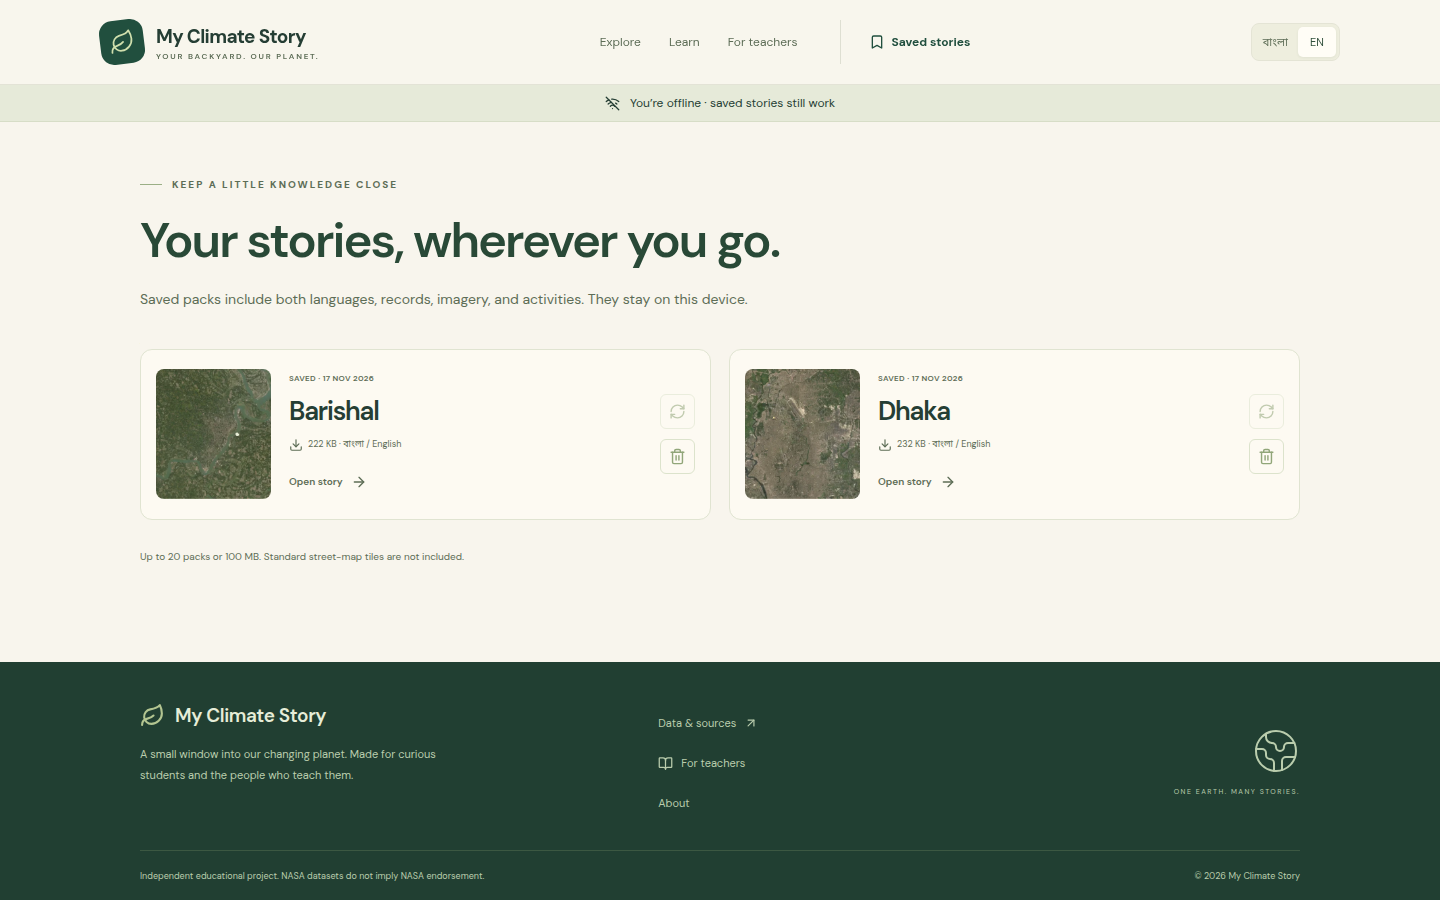 My Climate Story
YOUR BACKYARD. OUR PLANET.
Explore
Learn
For teachers
Saved stories
বাংলা
EN
You're offline · saved stories still work
KEEP A LITTLE KNOWLEDGE CLOSE
Your stories, wherever you go.
Saved packs include both languages, records, imagery, and activities. They stay on this device.
SAVED · 17 NOV 2026
Barishal
222 KB · বাংলা / English
Open story
SAVED · 17 NOV 2026
Dhaka
232 KB · বাংলা / English
Open story
Up to 20 packs or 100 MB. Standard street-map tiles are not included.
My Climate Story
A small window into our changing planet. Made for curious
students and the people who teach them.
Data & sources
For teachers
About
ONE EARTH. MANY STORIES.
Independent educational project. NASA datasets do not imply NASA endorsement.
© 2026 My Climate Story